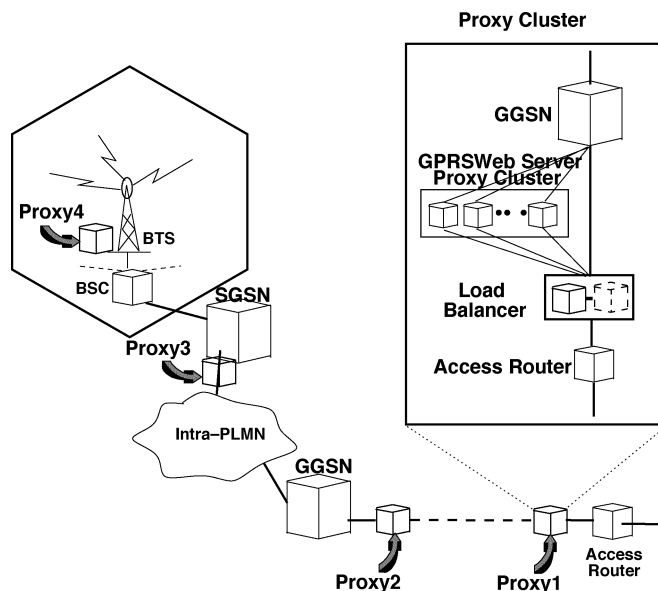 Proxy Cluster
GGSN
GPRSWeb Server
Proxy Cluster
Load
Balancer
Access Router
Proxy4
BTS
BSC
SGSN
Proxy3
Intra–PLMN
GGSN
Proxy2
Proxy1
Access
Router